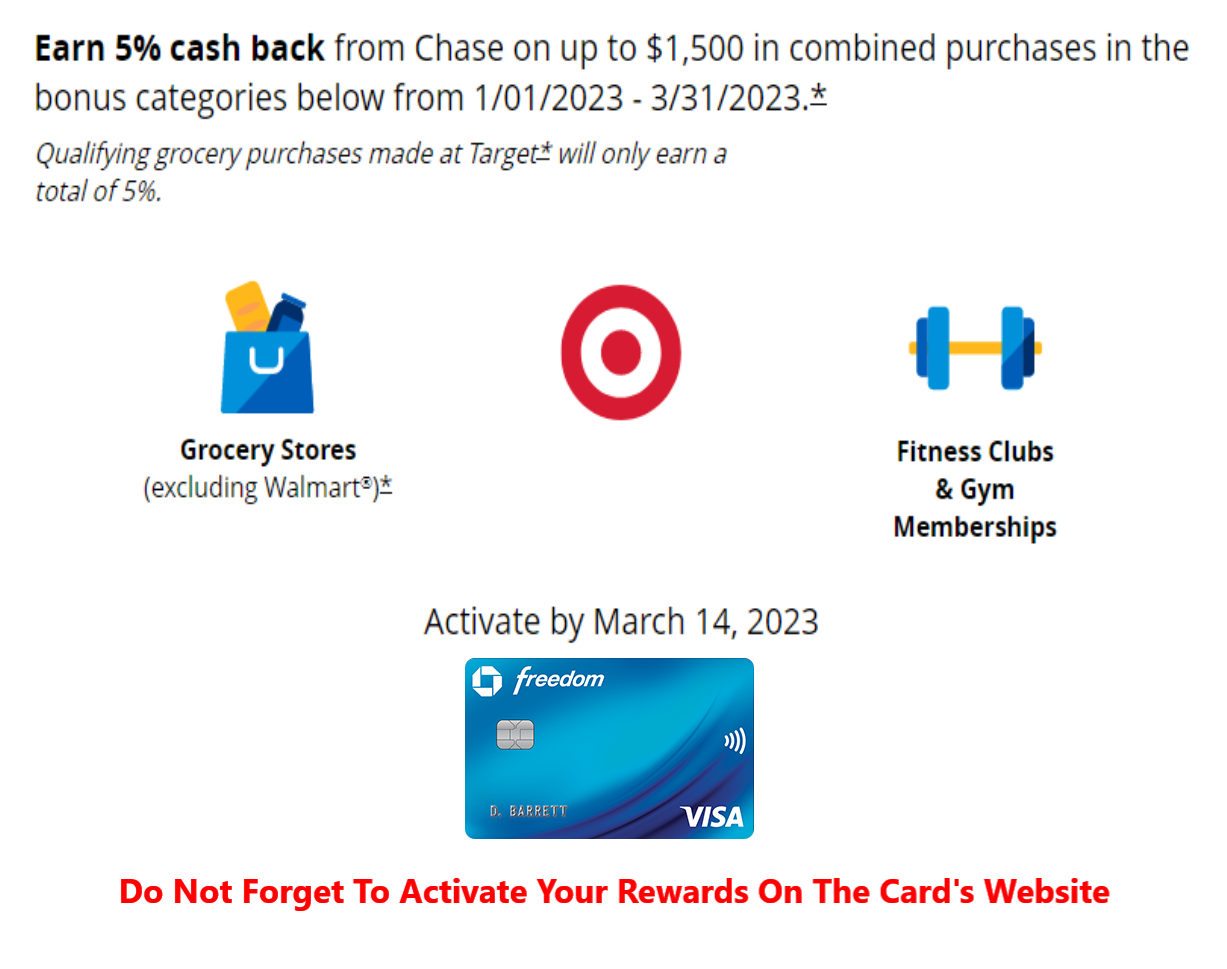 Earn 5% cash back from Chase on up to $1,500 in combined purchases in the
bonus categories below from 1/01/2023 - 3/31/2023.*
Qualifying grocery purchases made at Target* will only earn a
total of 5%.
Grocery Stores
(excluding Walmart®)*
Fitness Clubs
& Gym
Memberships
Activate by March 14, 2023
freedom
D. BARRETT
VISA
Do Not Forget To Activate Your Rewards On The Card's Website